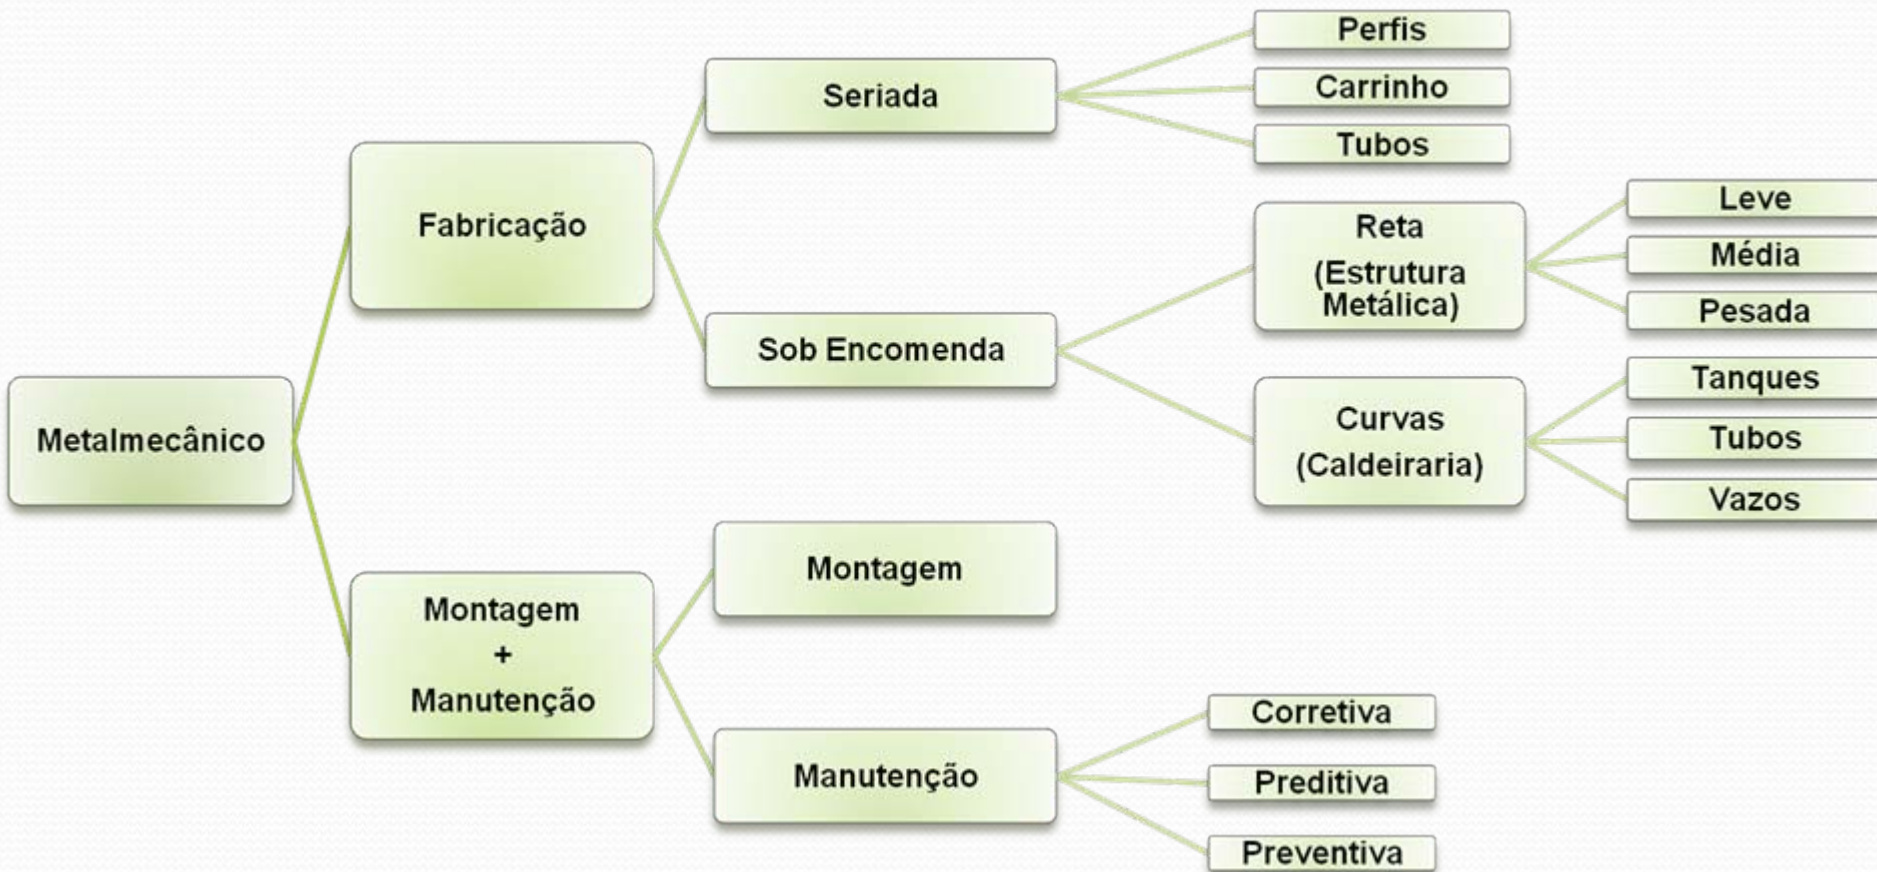 Metalmecânico
Fabricação
Seriada
Perfis
Carrinho
Tubos
Sob Encomenda
Reta
(Estrutura
Metálica)
Leve
Média
Pesada
Curvas
(Caldeiraria)
Tanques
Tubos
Vazos
Montagem
+
Manutenção
Montagem
Manutenção
Corretiva
Preditiva
Preventiva